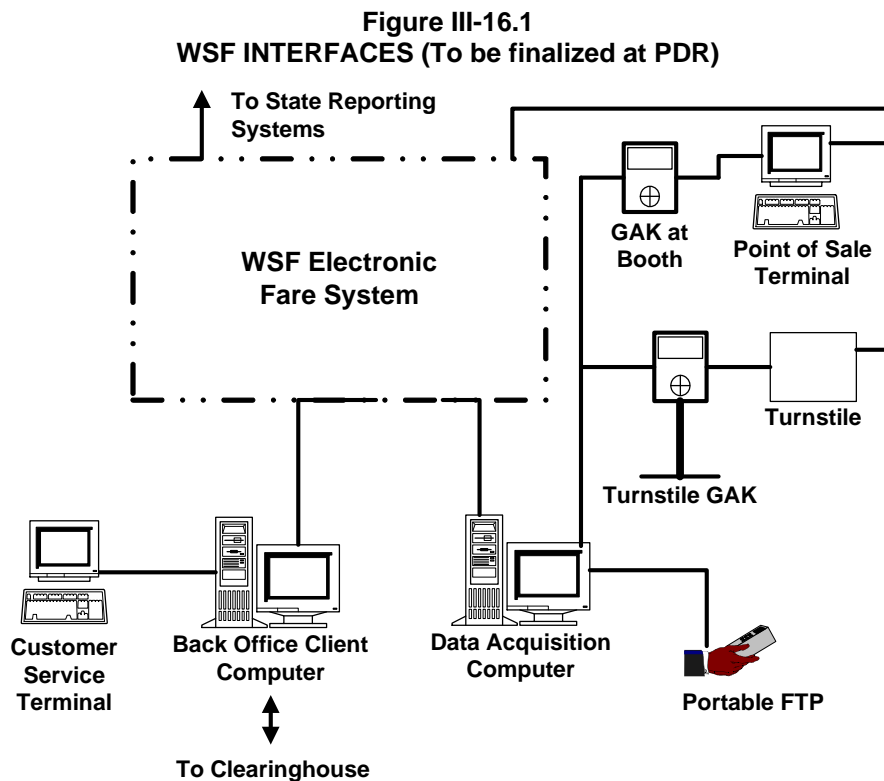 Figure III-16.1
WSF INTERFACES (To be finalized at PDR)
To State Reporting
Systems
WSF Electronic
Fare System
GAK at
Booth
Point of Sale
Terminal
Turnstile
Turnstile GAK
Customer
Service
Terminal
Back Office Client
Computer
Data Acquisition
Computer
Portable FTP
To Clearinghouse